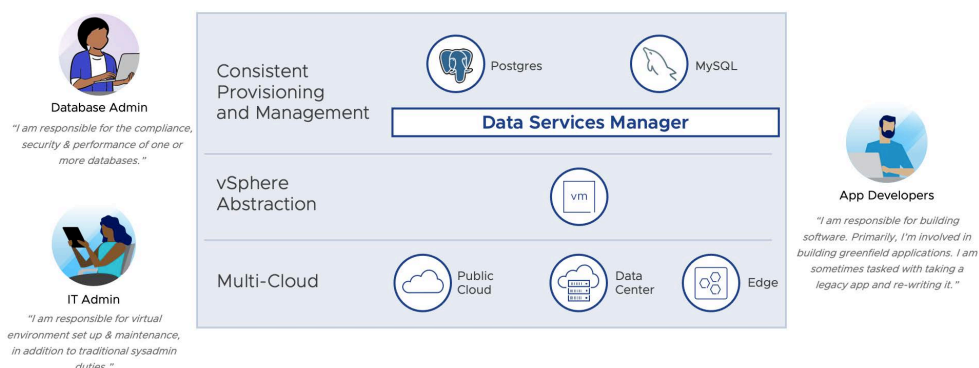 Database Admin
"I am responsible for the compliance,
security & performance of one or
more databases."
IT Admin
"I am responsible for virtual
environment set up & maintenance,
in addition to traditional sysadmin
duties."
Consistent
Provisioning
and Management
Postgres
MySQL
Data Services Manager
vSphere
Abstraction
vm
Multi-Cloud
Public
Cloud
Data
Center
Edge
App Developers
"I am responsible for building
software. Primarily, I'm involved in
building greenfield applications. I am
sometimes tasked with taking a
legacy app and re-writing it."